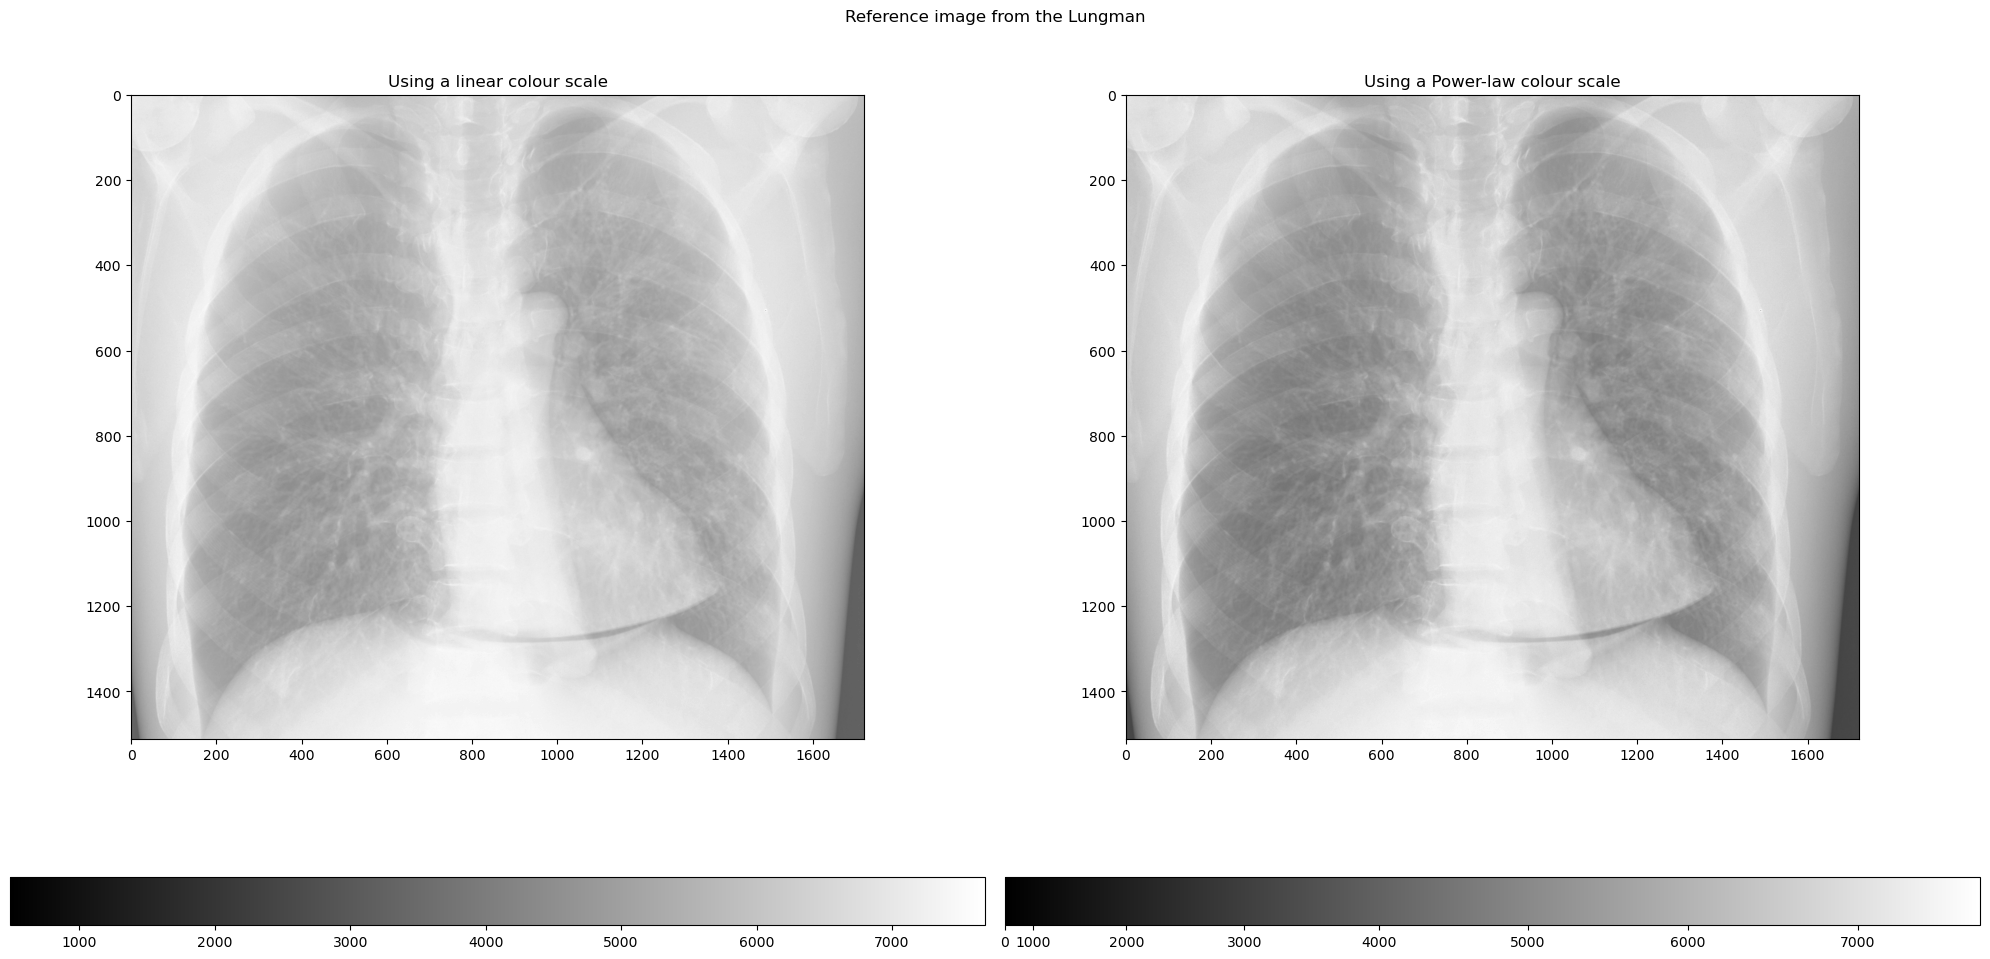 Reference image from the Lungman
Using a linear colour scale
0
200
400
600
800
1000
1200
1400
0 200 400 600 800 1000 1200 1400 1600
1000 2000 3000 4000 5000 6000 7000
Using a Power-law colour scale
0
200
400
600
800
1000
1200
1400
0 200 400 600 800 1000 1200 1400 1600
0 1000 2000 3000 4000 5000 6000 7000